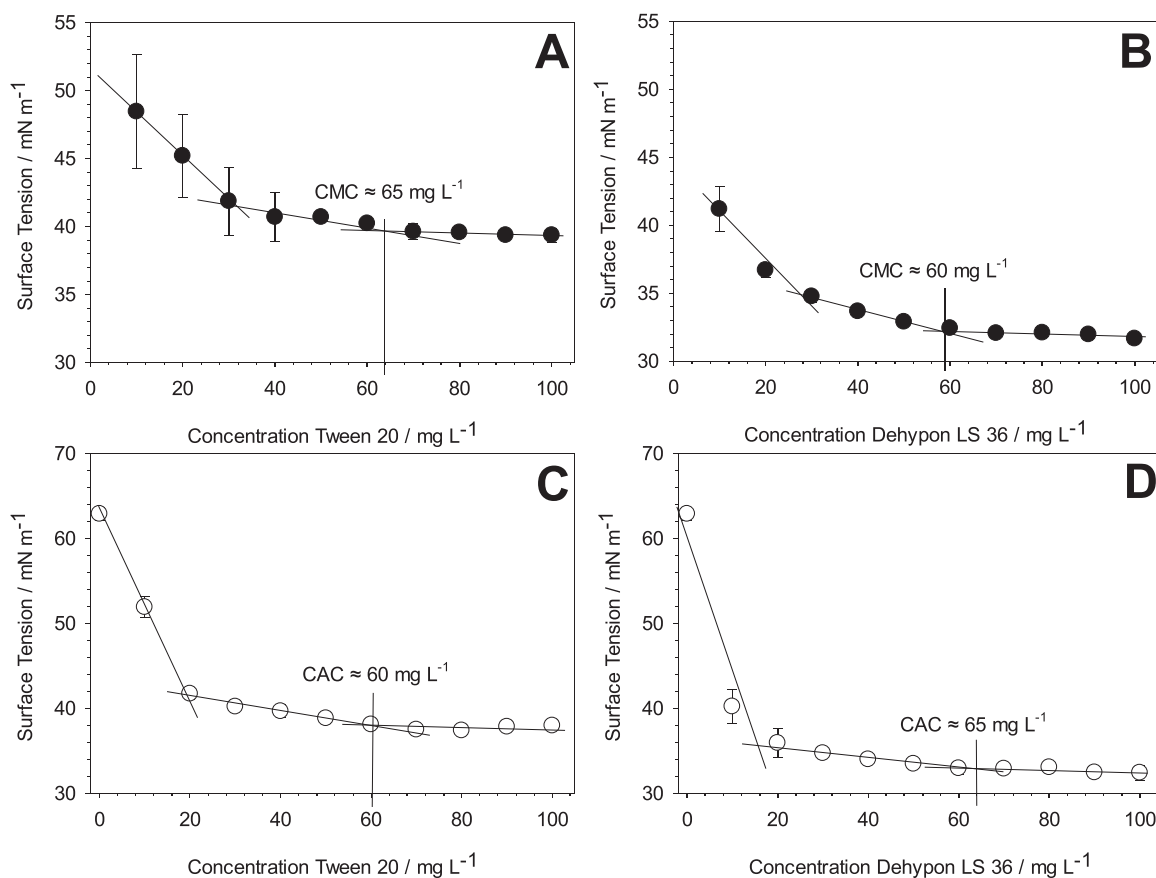 A
55
50
45
40
35
30
Surface Tension / mN m-1
CMC ≈ 65 mg L-1
0 20 40 60 80 100
Concentration Tween 20 / mg L-1
B
55
50
45
40
35
30
Surface Tension / mN m-1
CMC ≈ 60 mg L-1
0 20 40 60 80 100
Concentration Dehypon LS 36 / mg L-1
C
70
60
50
40
30
Surface Tension / mN m-1
CAC ≈ 60 mg L-1
0 20 40 60 80 100
Concentration Tween 20 / mg L-1
D
70
60
50
40
30
Surface Tension / mN m-1
CAC ≈ 65 mg L-1
0 20 40 60 80 100
Concentration Dehypon LS 36 / mg L-1